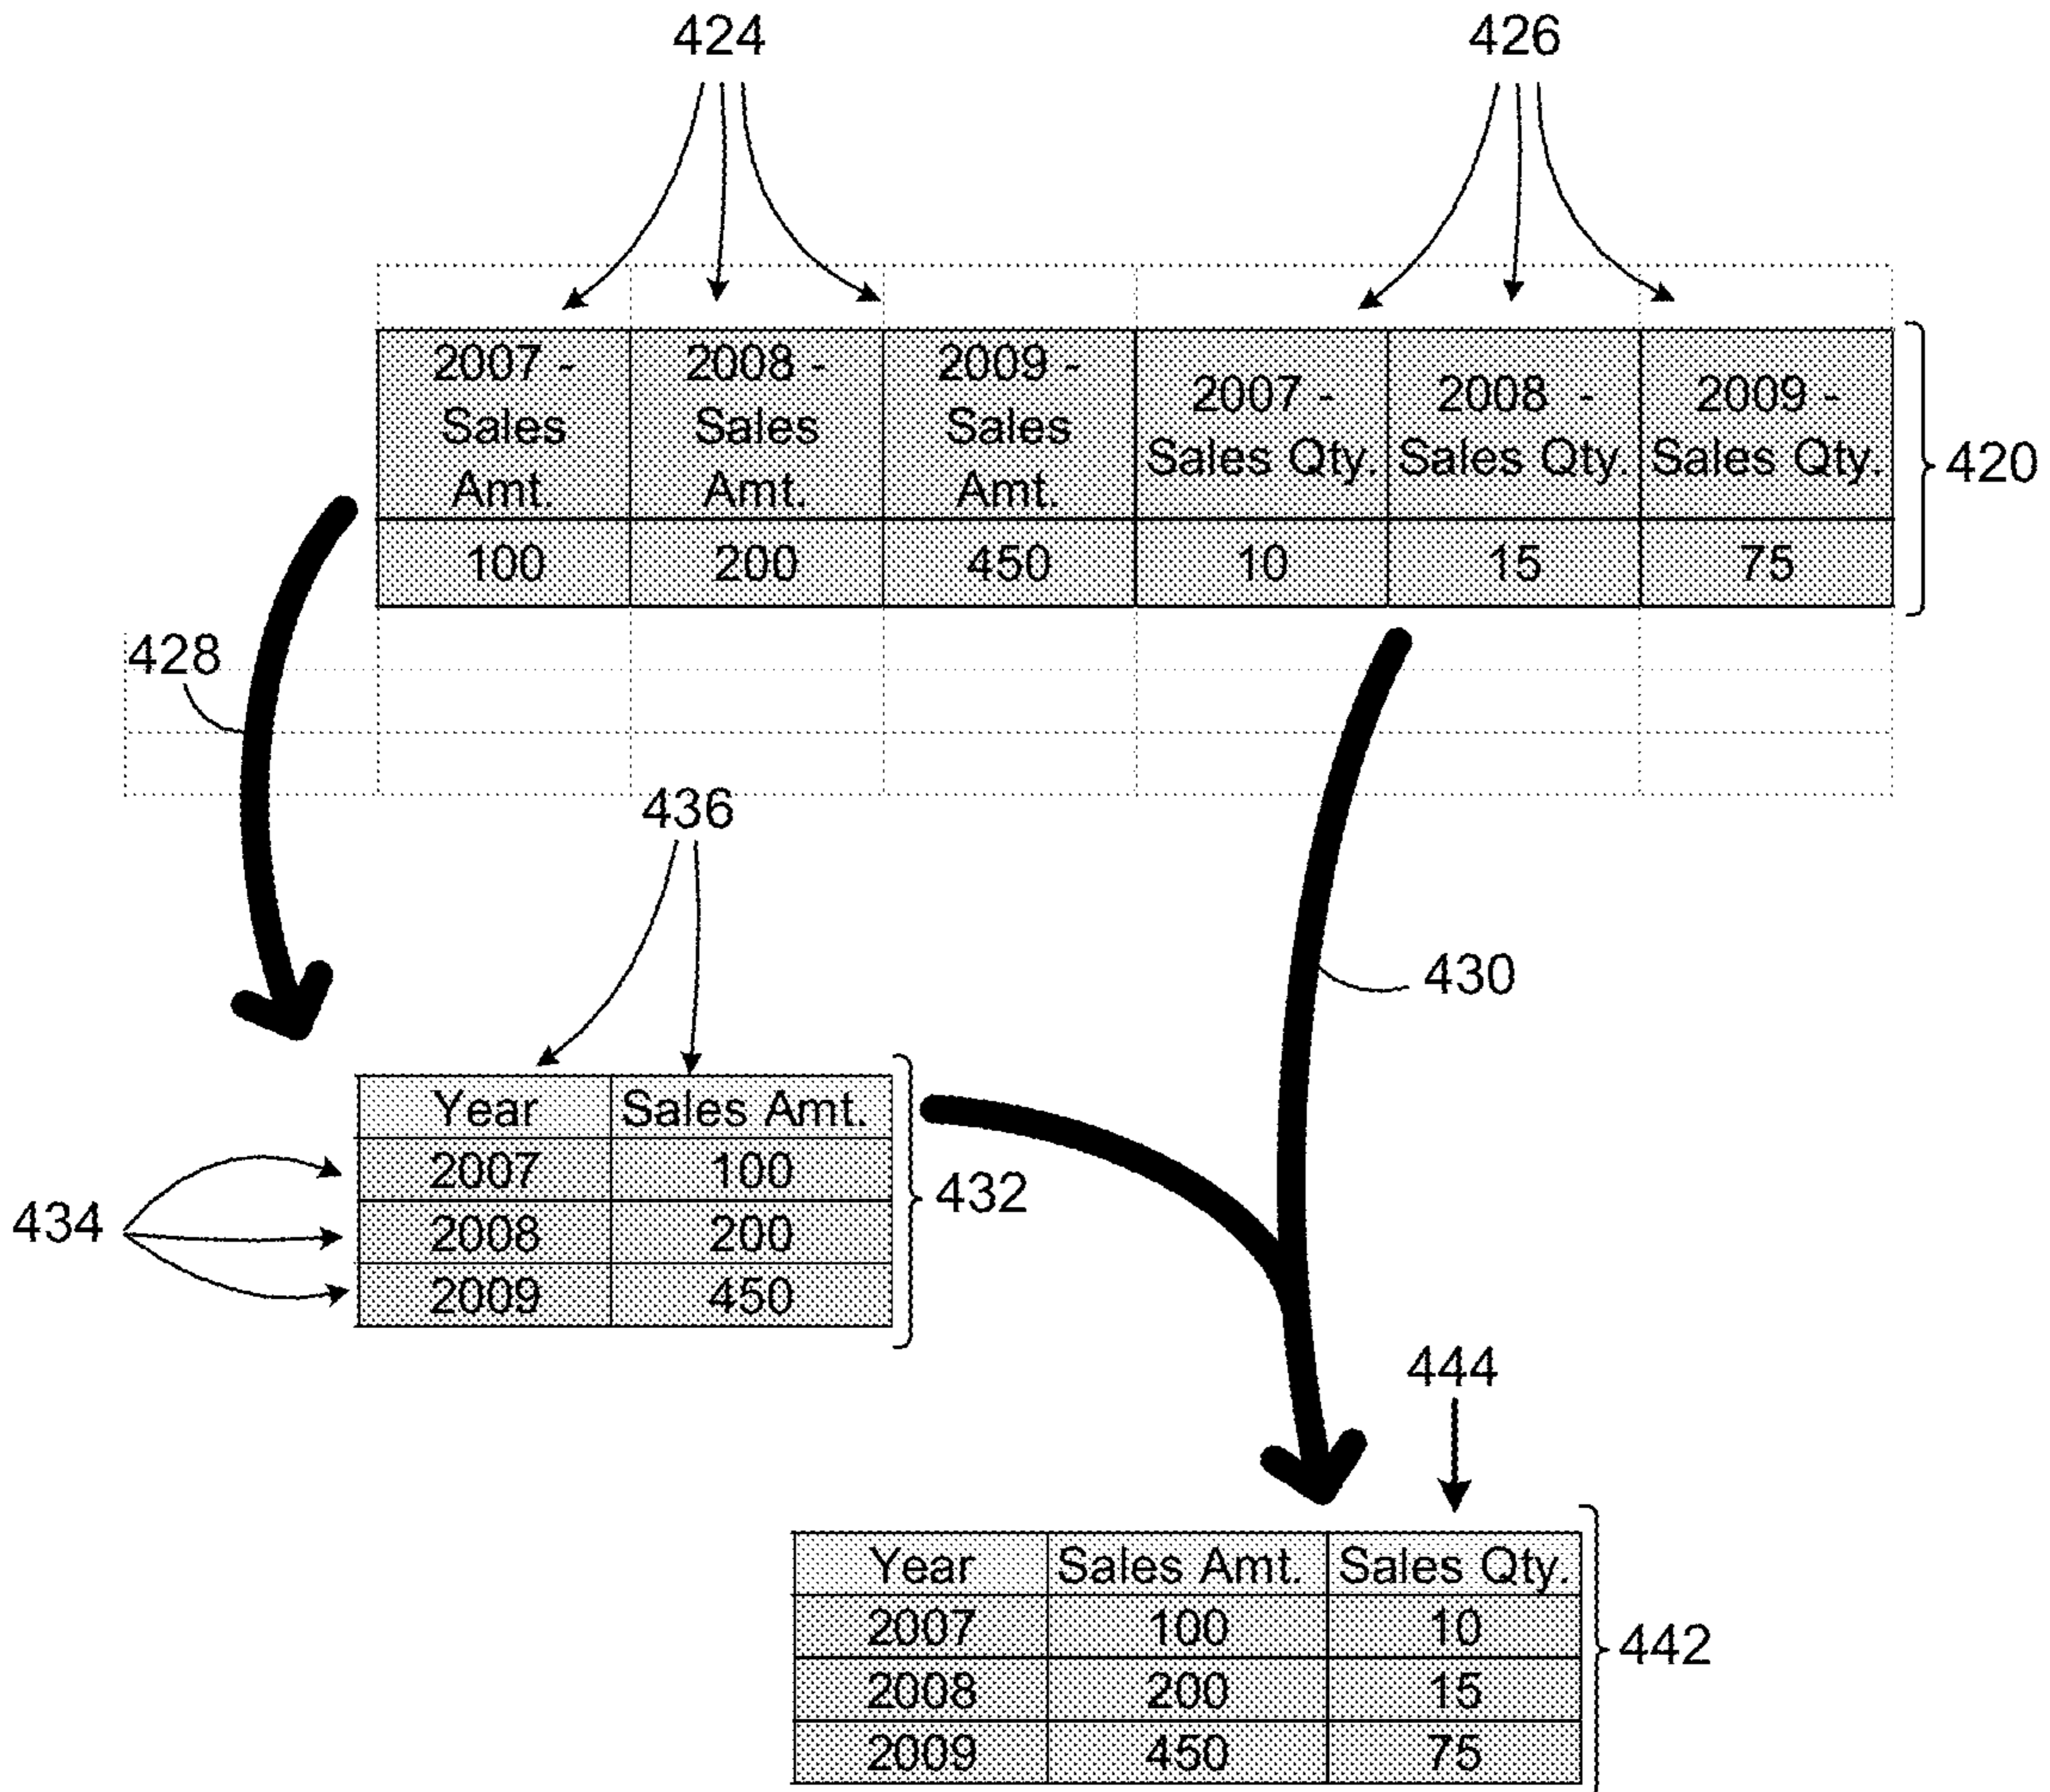 424
426
2007 -
Sales
Amt.
2008 -
Sales
Amt.
2009 -
Sales
Amt.
2007 -
Sales Qty.
2008 -
Sales Qty.
2009 -
Sales Qty.
420
100 200 450 10 15 75
428
436
430
Year Sales Amt.
2007 100
2008 200
2009 450
432
434
444
Year Sales Amt. Sales Qty.
2007 100 10
2008 200 15
2009 450 75
442